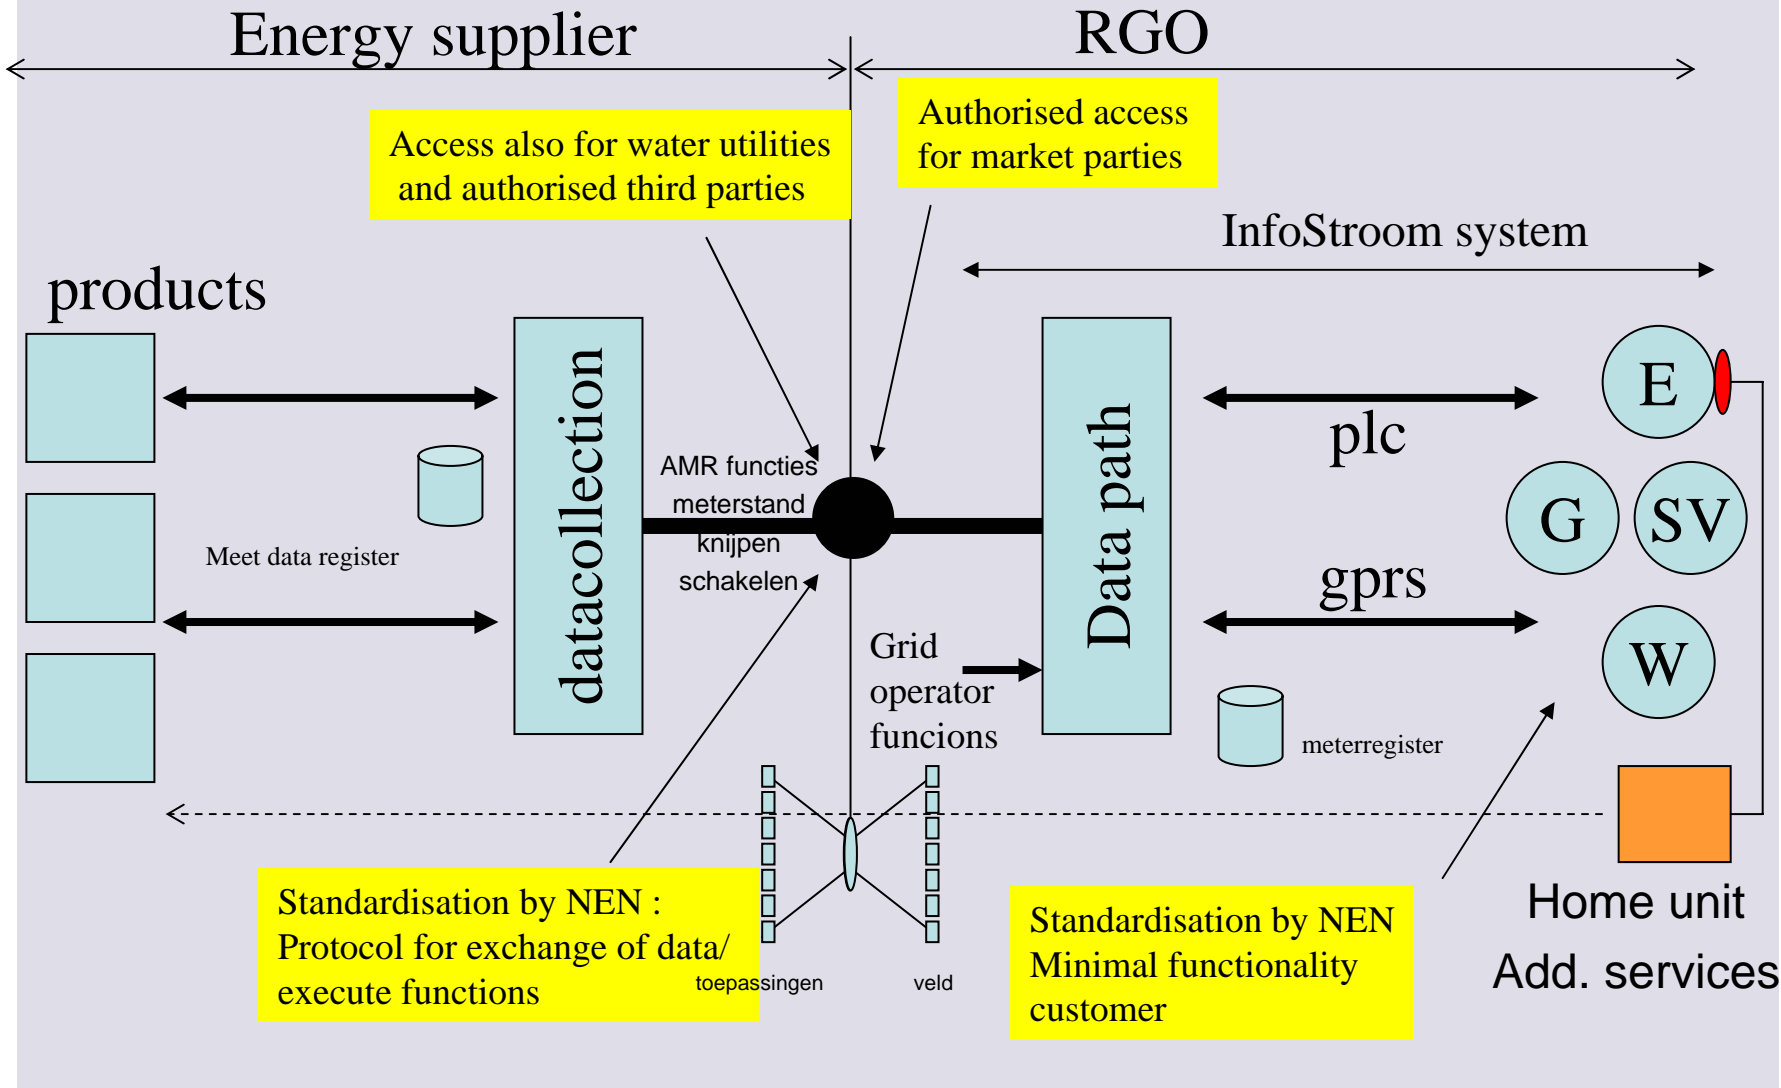 Energy supplier
RGO
Access also for water utilities
and authorised third parties
Authorised access
for market parties
InfoStroom system
products
datacollection
Meet data register
AMR functies
meterstand
knijpen
schakelen
Data path
plc
gprs
E
G
SV
W
Grid
operator
funcions
meterregister
Standardisation by NEN :
Protocol for exchange of data/
execute functions
toepassingen
veld
Standardisation by NEN
Minimal functionality
customer
Home unit
Add. services